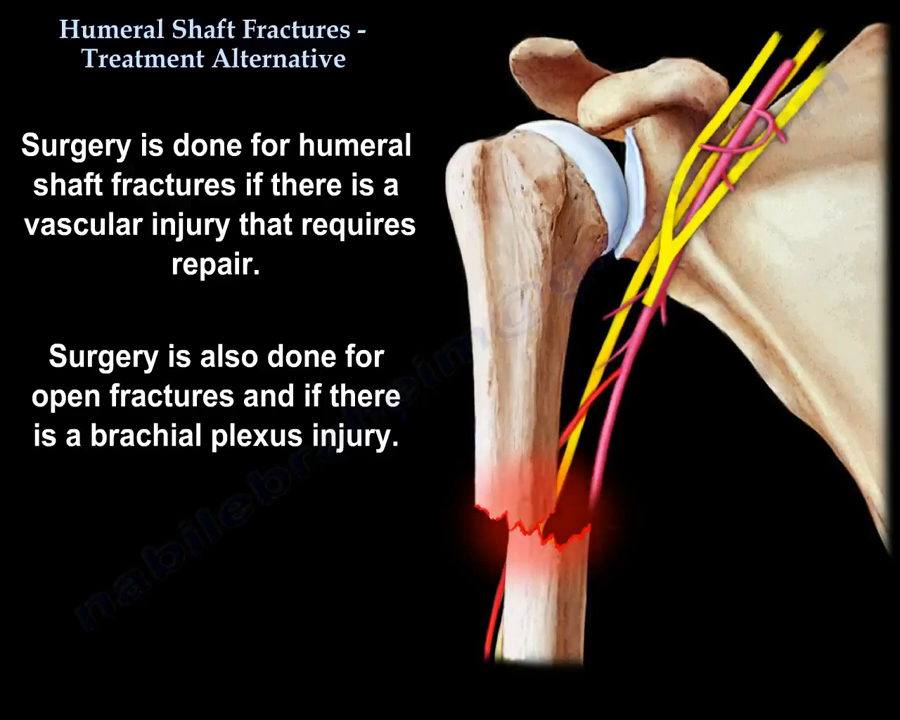 Humeral Shaft Fractures -
Treatment Alternative
Surgery is done for humeral
shaft fractures if there is a
vascular injury that requires
repair.
Surgery is also done for
open fractures and if there
is a brachial plexus injury.